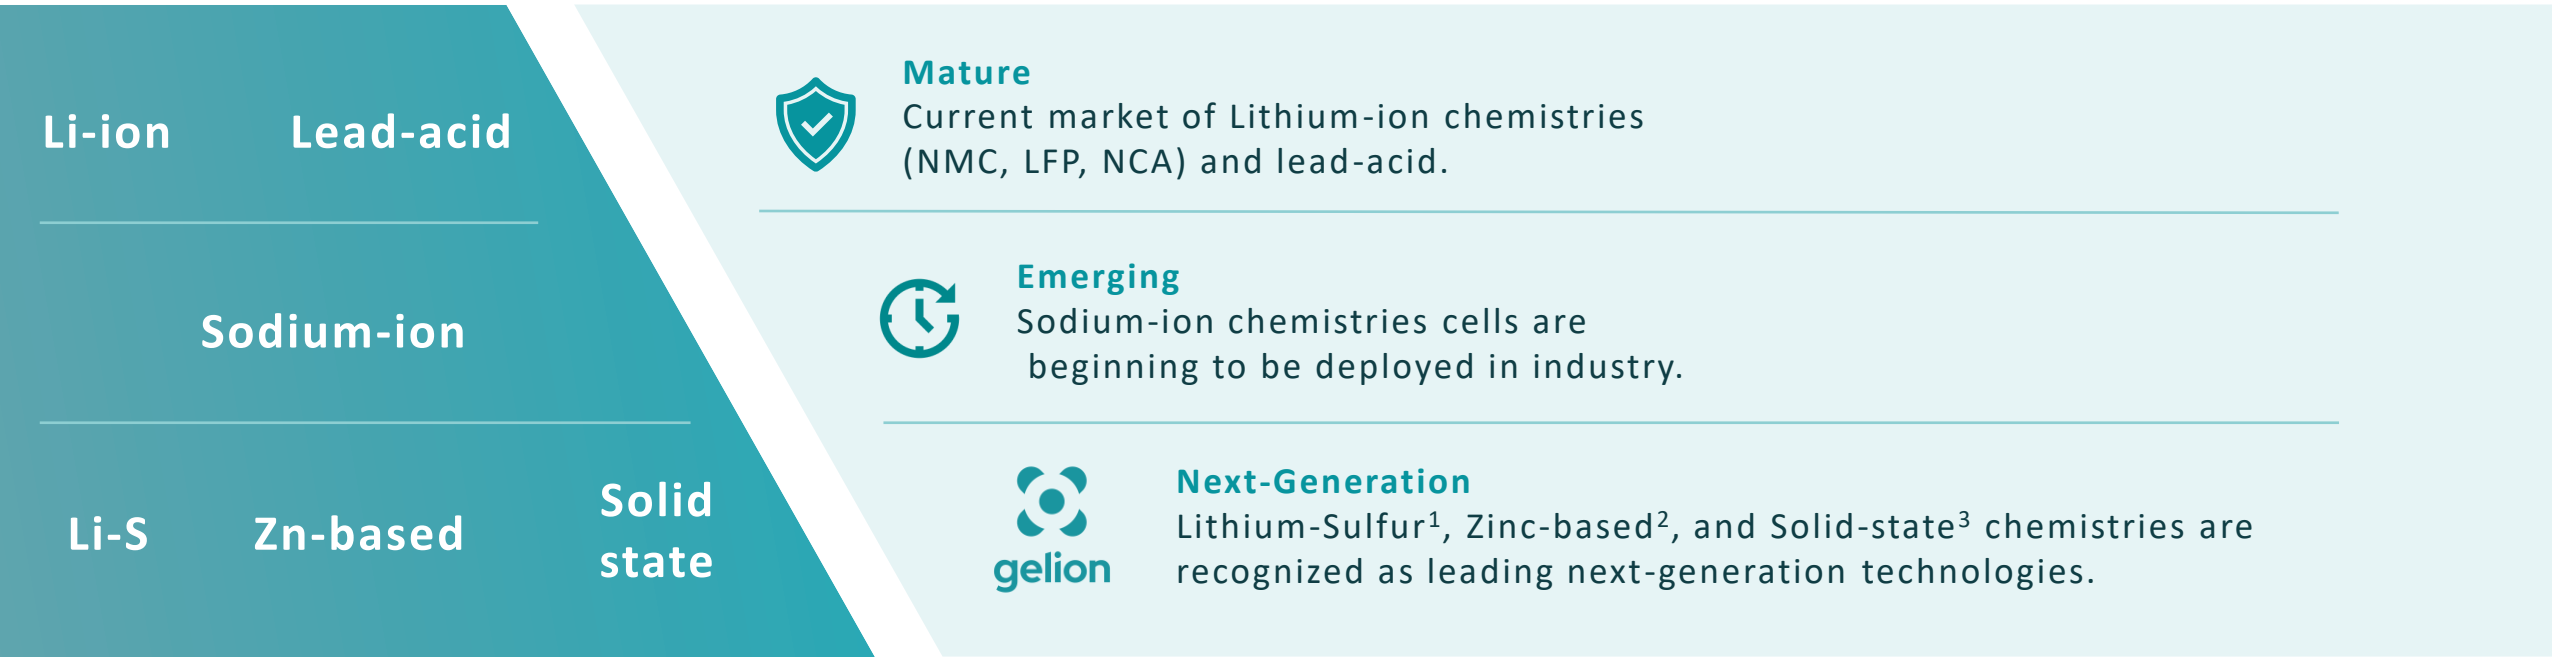 Li-ion Lead-acid
Mature
Current market of Lithium-ion chemistries
(NMC, LFP, NCA) and lead-acid.
Sodium-ion
Emerging
Sodium-ion chemistries cells are
beginning to be deployed in industry.
Li-S Zn-based Solid
state
gelion
Next-Generation
Lithium-Sulfur¹, Zinc-based², and Solid-state³ chemistries are
recognized as leading next-generation technologies.